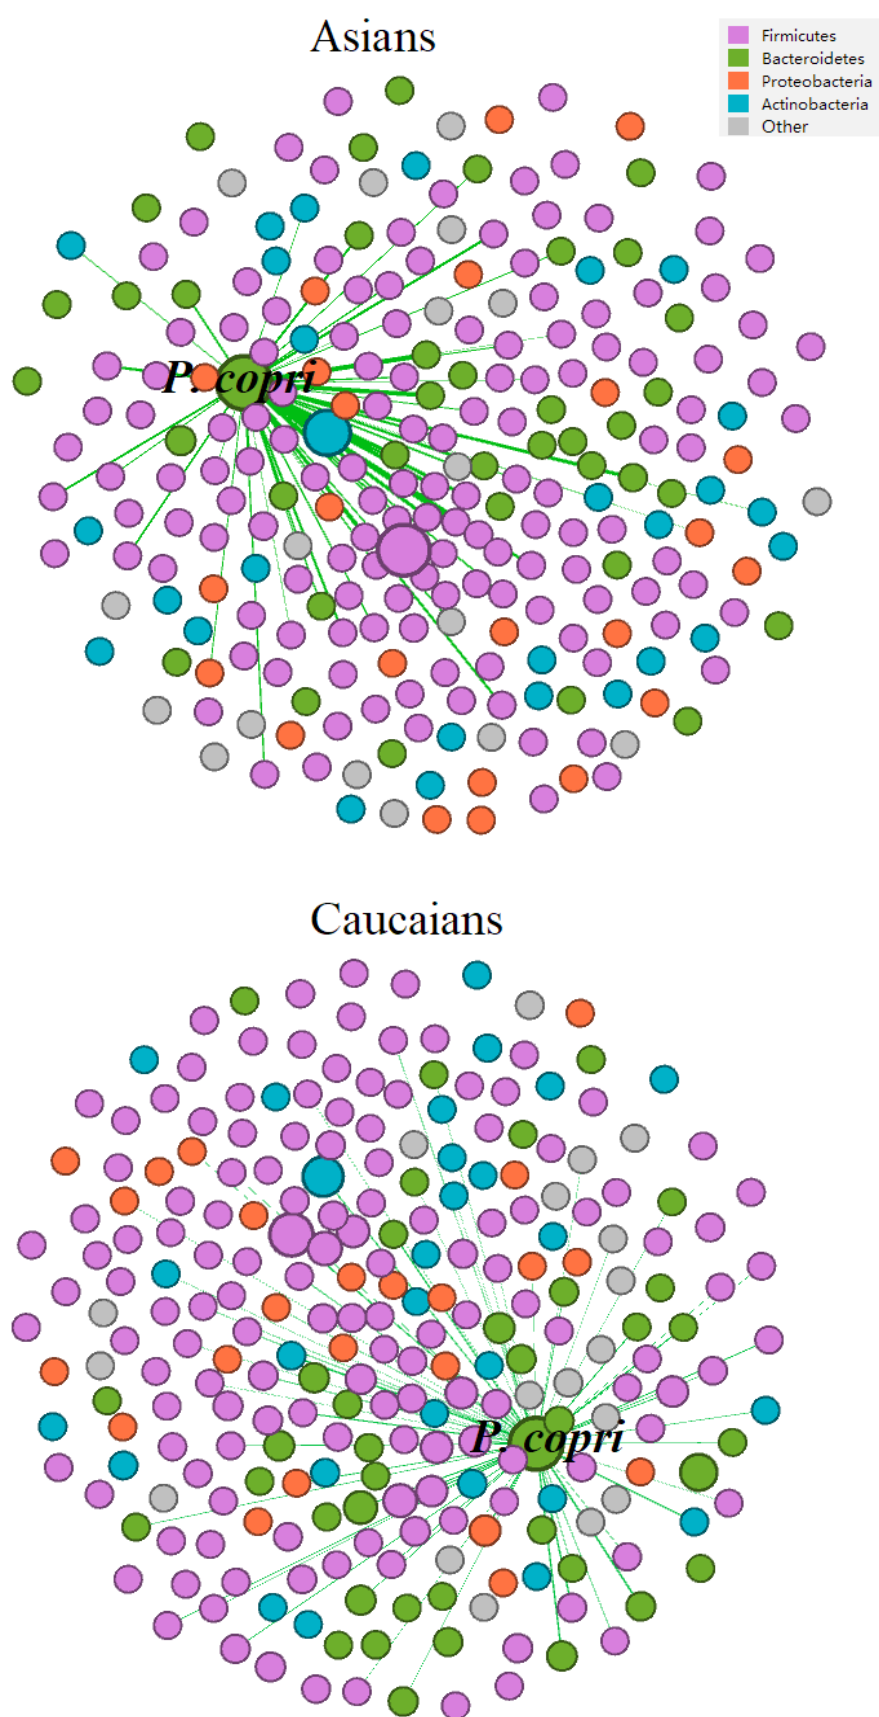 Asians
Firmicutes
Bacteroidetes
Proteobacteria
Actinobacteria
Other
P. copri
Caucaians
P. copri